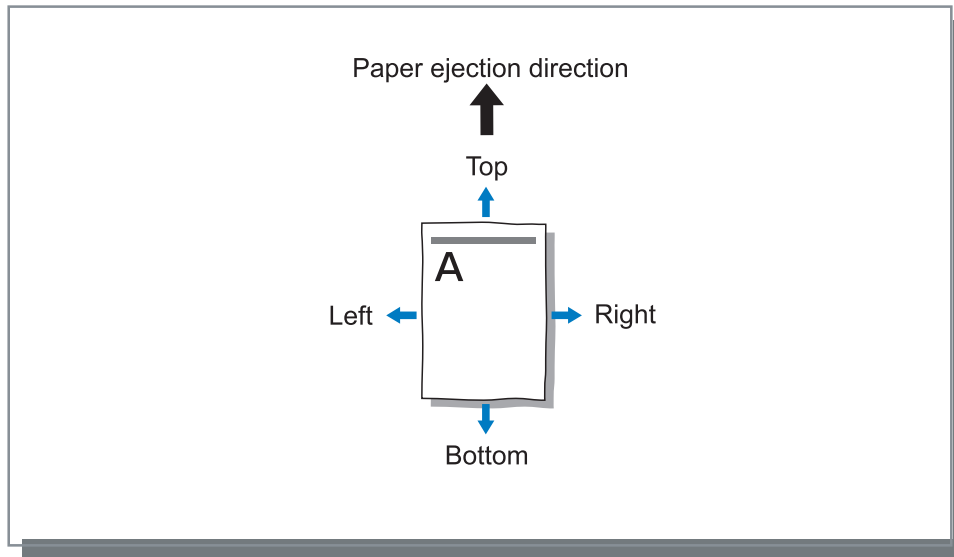 Paper ejection direction
Top
A
Left
Right
Bottom